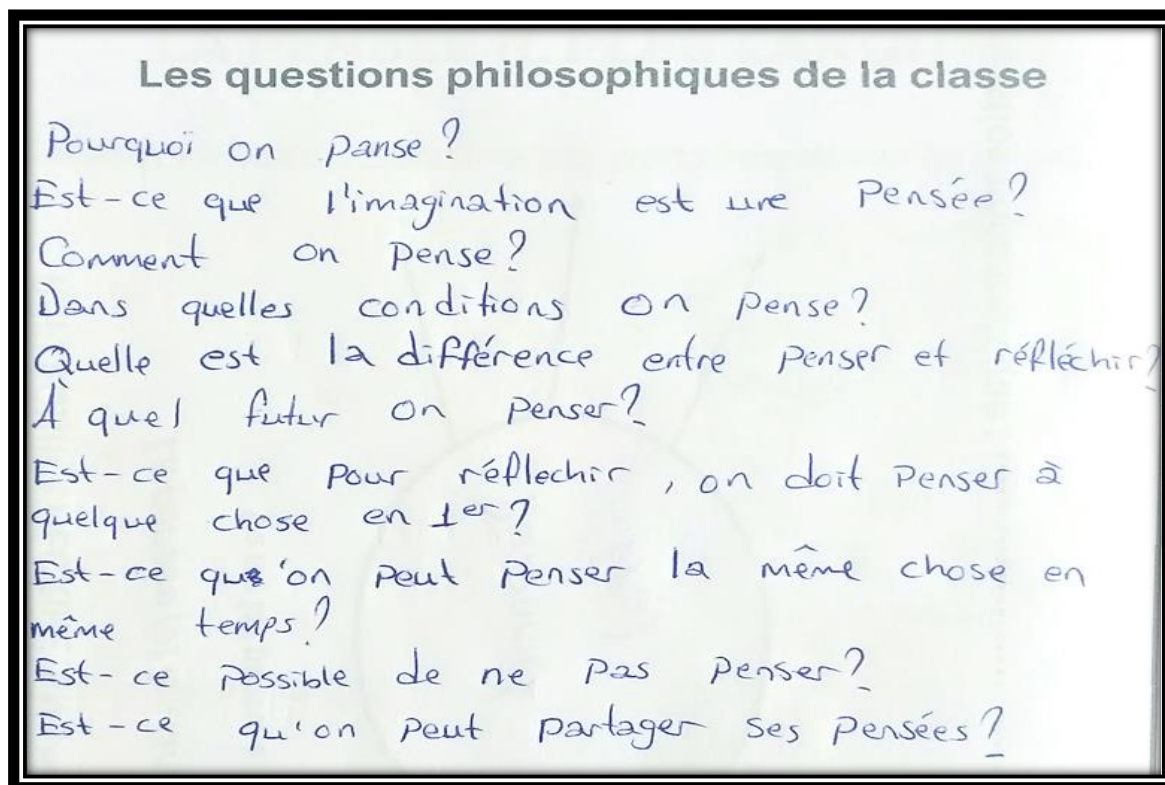 Les questions philosophiques de la classe
Pourquoi on panse ?
Est-ce que l'imagination est une Pensée ?
Comment on pense ?
Dans quelles conditions on pense ?
Quelle est la différence entre penser et réfléchir ?
À quel futur on penser ?
Est-ce que pour réflechir, on doit penser à
quelque chose en 1er ?
Est-ce qu'on peut penser la même chose en
même temps ?
Est-ce possible de ne pas penser ?
Est-ce qu'on peut partager ses pensées ?